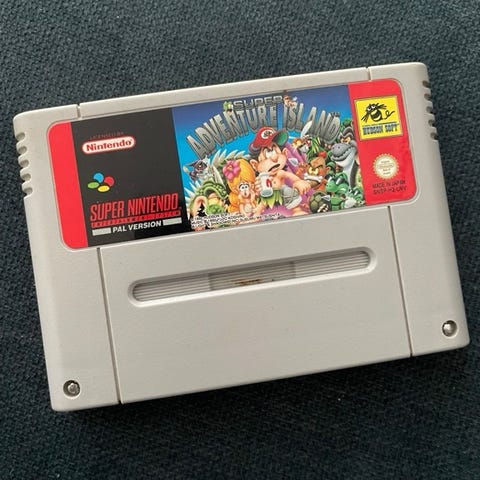 LICENSED BY
Nintendo
SUPER NINTENDO
ENTERTAINMENT SYSTEM
PAL VERSION
SUPER
ADVENTURE ISLAND
HUDSON SOFT
MADE IN JAPAN